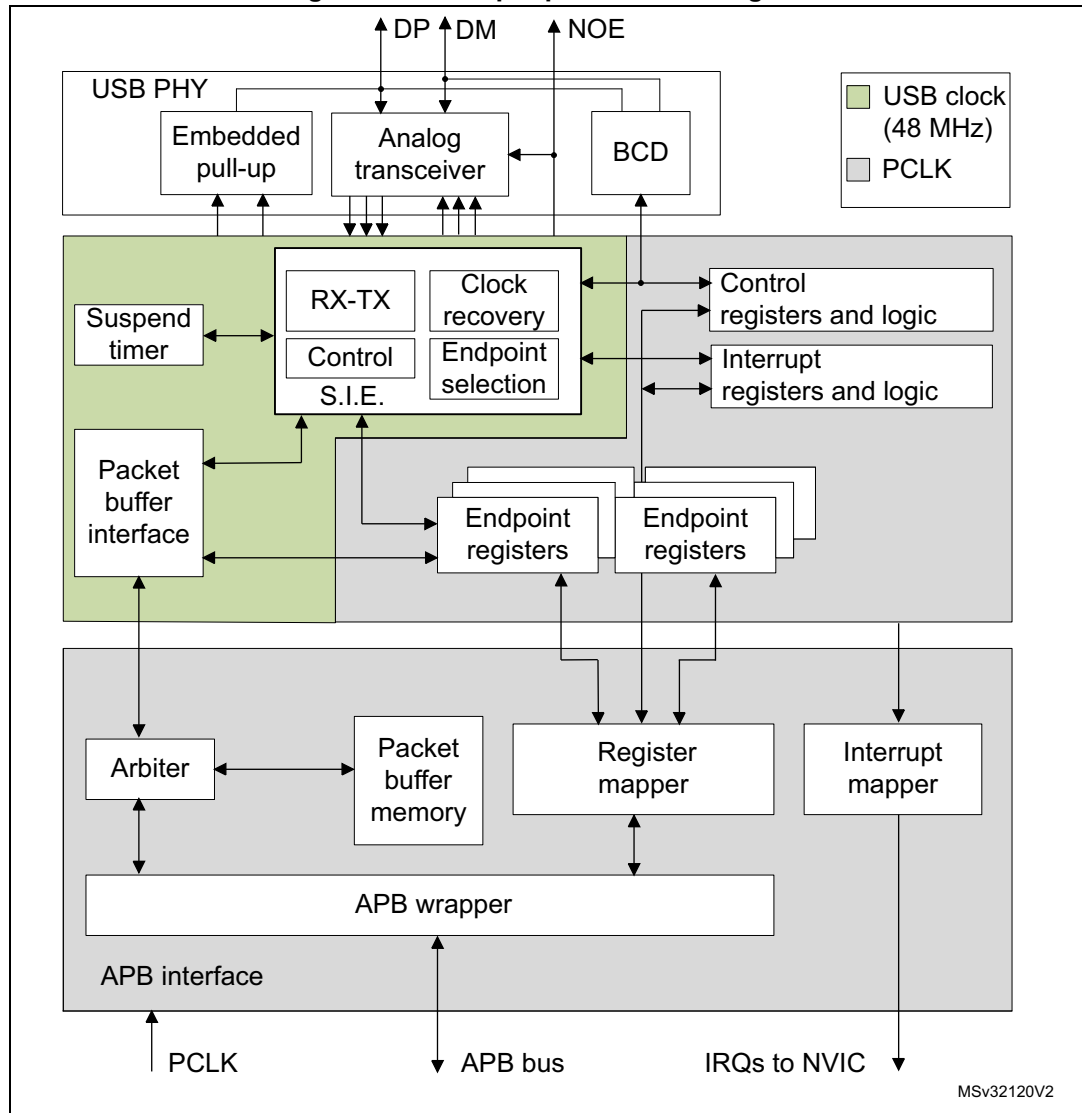 DP DM NOE
USB PHY
Embedded
pull-up
Analog
transceiver
BCD
USB clock
(48 MHz)
PCLK
Suspend
timer
RX-TX
Clock
recovery
Control
Endpoint
selection
S.I.E.
Control
registers and logic
Interrupt
registers and logic
Packet
buffer
interface
Endpoint
registers
Endpoint
registers
Arbiter
Packet
buffer
memory
Register
mapper
Interrupt
mapper
APB wrapper
APB interface
PCLK
APB bus
IRQs to NVIC
MSv32120V2